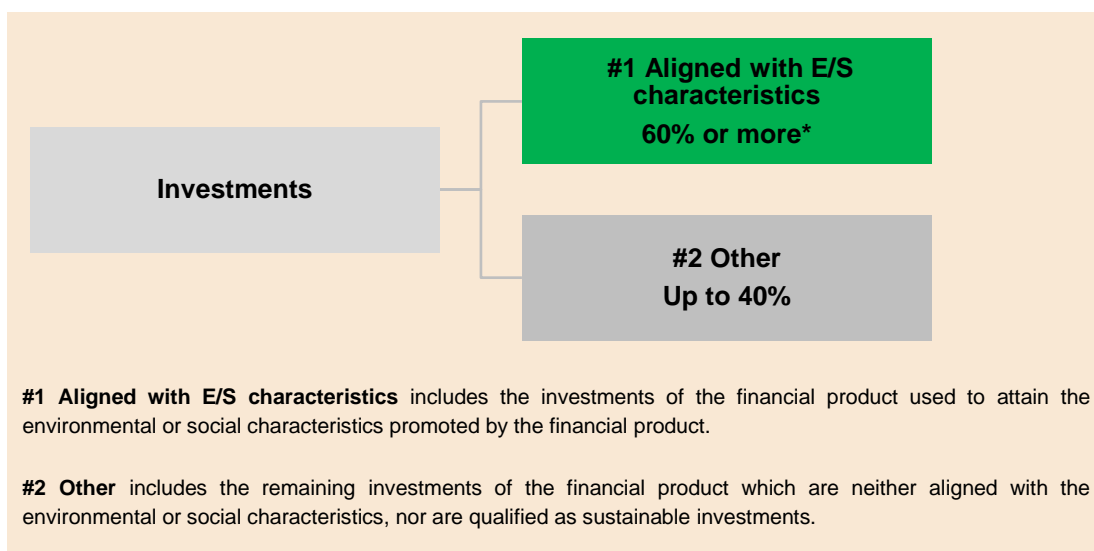 #1 Aligned with E/S
characteristics
60% or more*
Investments
#2 Other
Up to 40%
#1 Aligned with E/S characteristics includes the investments of the financial product used to attain the
environmental or social characteristics promoted by the financial product.
#2 Other includes the remaining investments of the financial product which are neither aligned with the
environmental or social characteristics, nor are qualified as sustainable investments.